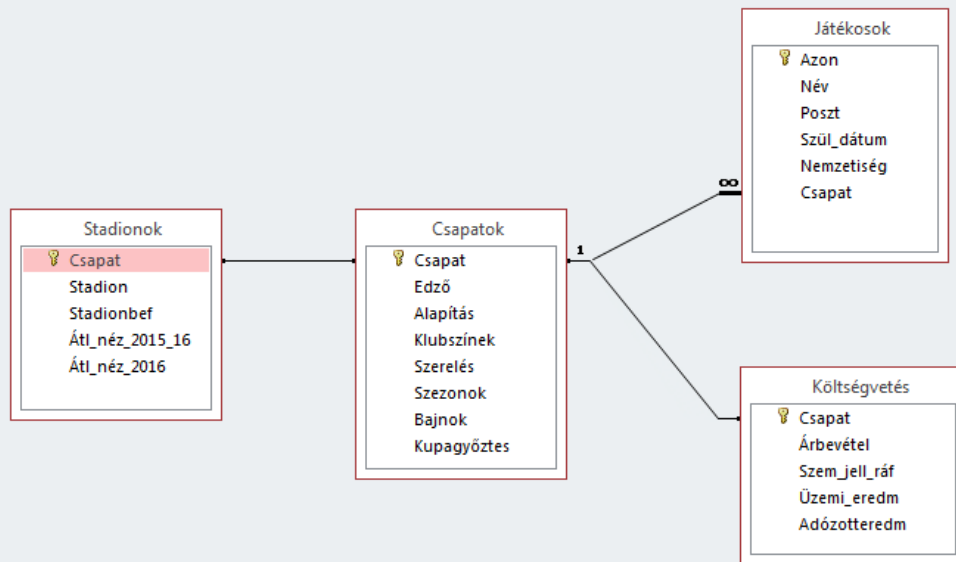 Stadionok
Csapat
Stadion
Stadionbef
Átl_néz_2015_16
Átl_néz_2016
Csapatok
Csapat
Edző
Alapítás
Klubszínek
Szerelés
Szezonok
Bajnok
Kupagyőztes
1
∞
Játékosok
Azon
Név
Poszt
Szül_dátum
Nemzetiség
Csapat
Költségvetés
Csapat
Árbevétel
Szem_jell_ráf
Üzemi_eredm
Adózotteredm